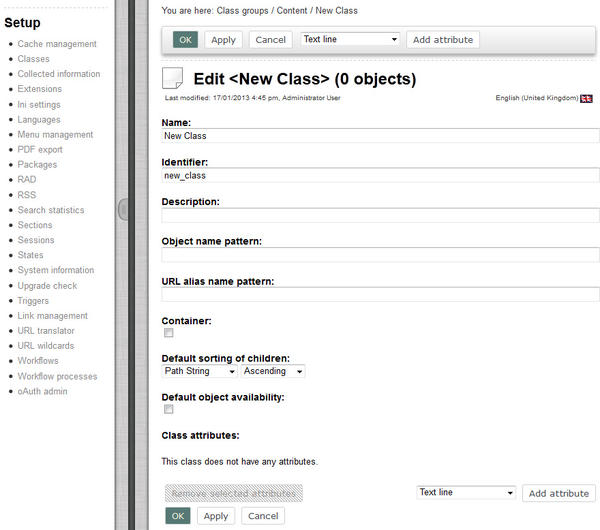 Setup
Cache management
Classes
Collected information
Extensions
Ini settings
Languages
Menu management
PDF export
Packages
RAD
RSS
Search statistics
Sections
Sessions
States
System information
Upgrade check
Triggers
Link management
URL translator
URL wildcards
Workflows
Workflow processes
oAuth admin
You are here: Class groups / Content / New Class
OK Apply Cancel Text line Add attribute
Edit <New Class> (0 objects)
Last modified: 17/01/2013 4:45 pm, Administrator User English (United Kingdom)
Name:
New Class
Identifier:
new_class
Description:
Object name pattern:
URL alias name pattern:
Container:
Default sorting of children:
Path String Ascending
Default object availability:
Class attributes:
This class does not have any attributes.
Remove selected attributes Text line Add attribute
OK Apply Cancel